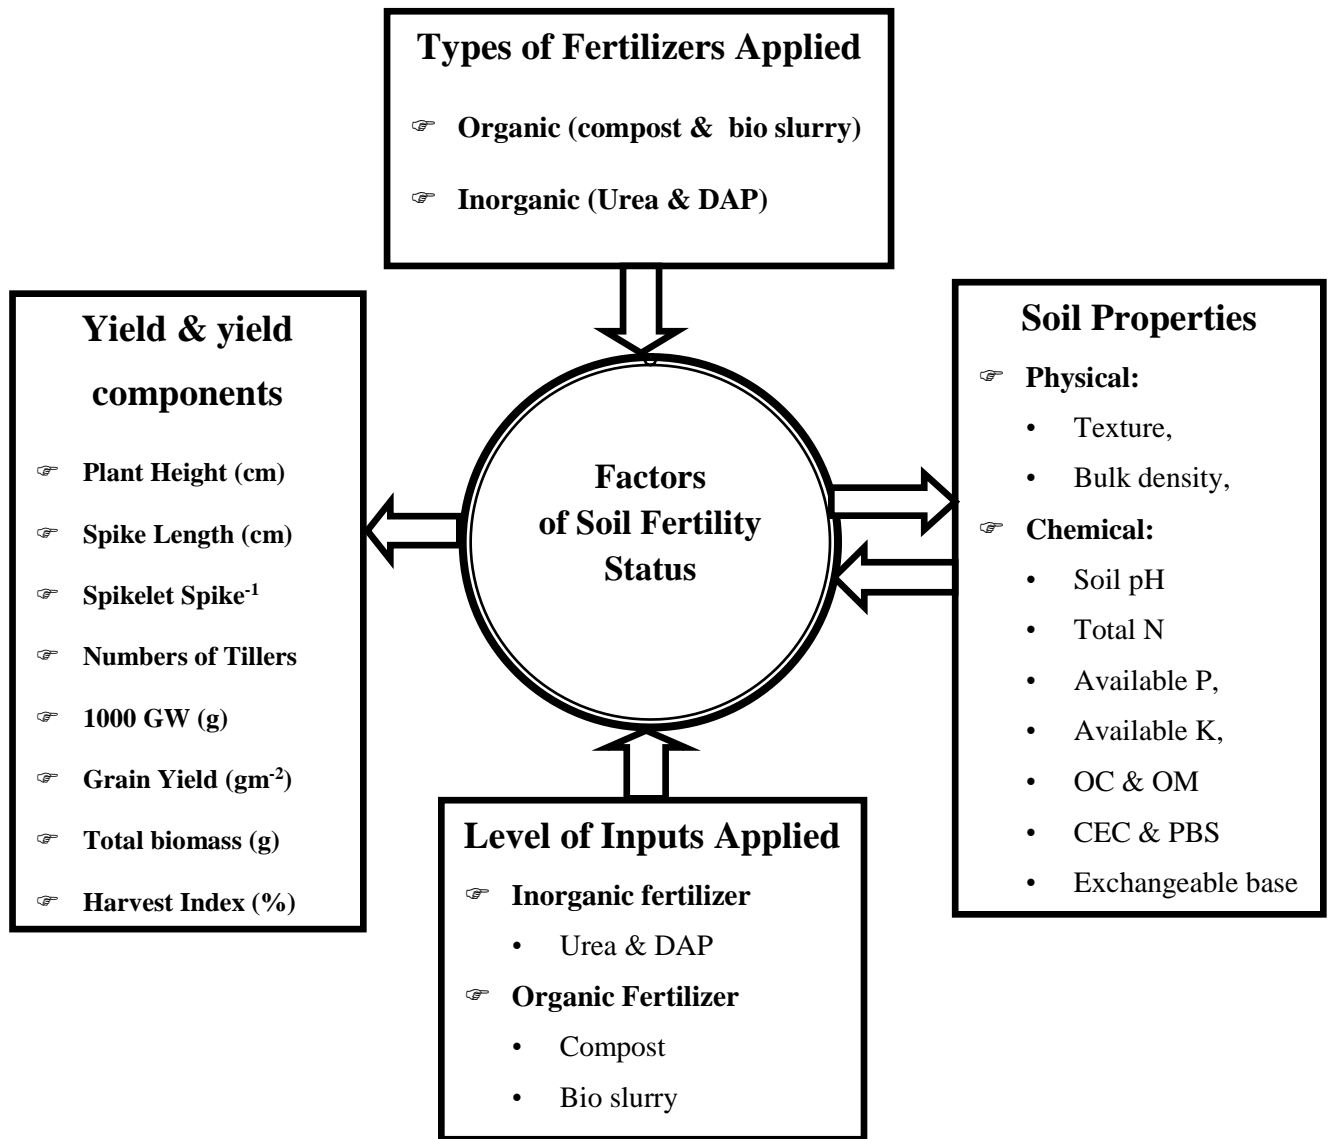 Types of Fertilizers Applied
☞ Organic (compost & bio slurry)
☞ Inorganic (Urea & DAP)
Yield & yield
components
☞ Plant Height (cm)
☞ Spike Length (cm)
☞ Spikelet Spike⁻¹
☞ Numbers of Tillers
☞ 1000 GW (g)
☞ Grain Yield (gm⁻²)
☞ Total biomass (g)
☞ Harvest Index (%)
Factors
of Soil Fertility
Status
Soil Properties
☞ Physical:
• Texture,
• Bulk density,
☞ Chemical:
• Soil pH
• Total N
• Available P,
• Available K,
• OC & OM
• CEC & PBS
• Exchangeable base
Level of Inputs Applied
☞ Inorganic fertilizer
• Urea & DAP
☞ Organic Fertilizer
• Compost
• Bio slurry